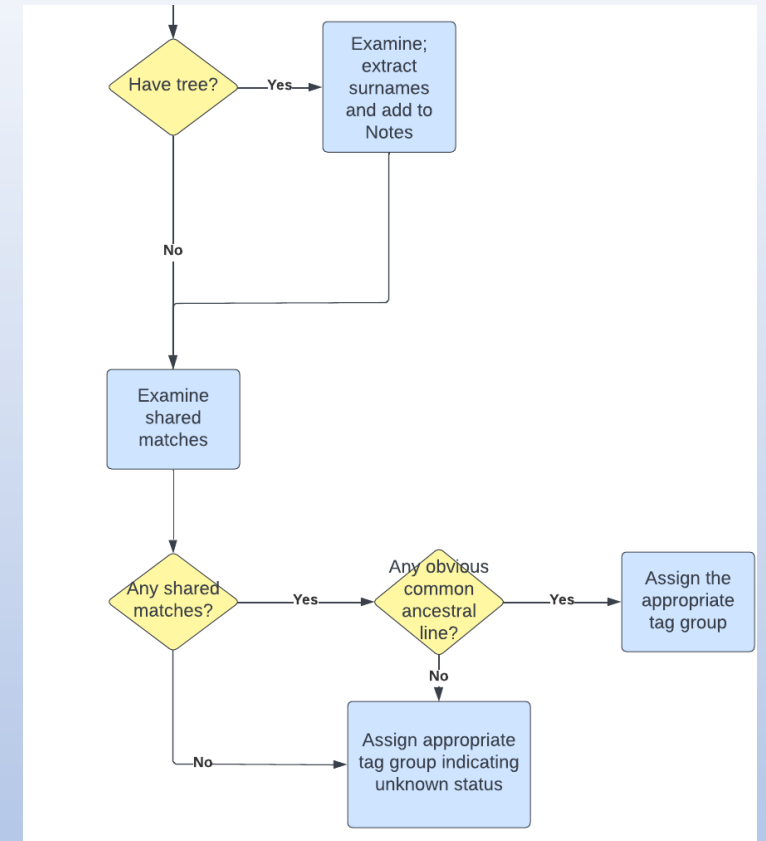 Have tree?
Yes
Examine;
extract
surnames
and add to
Notes
No
Examine
shared
matches
Any shared
matches?
Yes
Any obvious
common
ancestral
line?
Yes
Assign the
appropriate
tag group
No
No
Assign appropriate
tag group indicating
unknown status